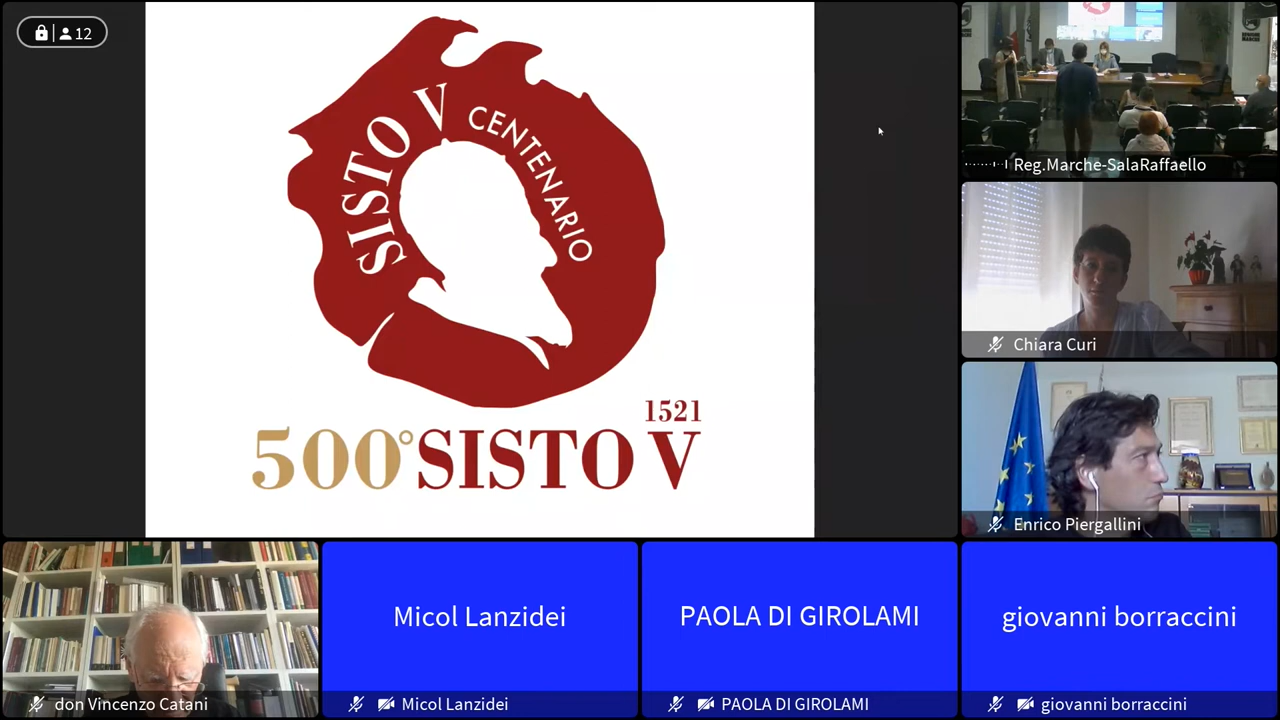 12
SISTO V
CENTENARIO
1521
500° SISTO V
Reg.Marche-SalaRaffaello
Chiara Curi
Enrico Piergallini
don Vincenzo Catani
Micol Lanzidei
Micol Lanzidei
PAOLA DI GIROLAMI
PAOLA DI GIROLAMI
giovanni borraccini
giovanni borraccini